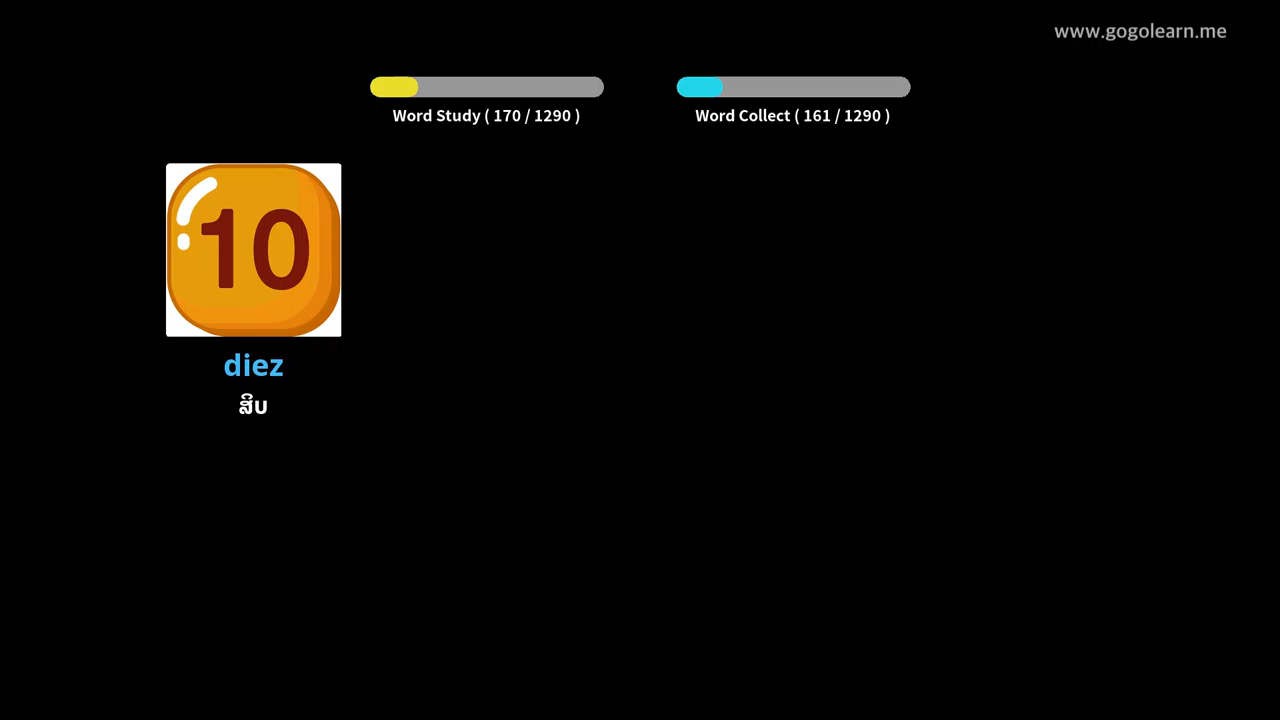 www.gogolearn.me
Word Study ( 170 / 1290 )
Word Collect ( 161 / 1290 )
10
diez
ສິບ